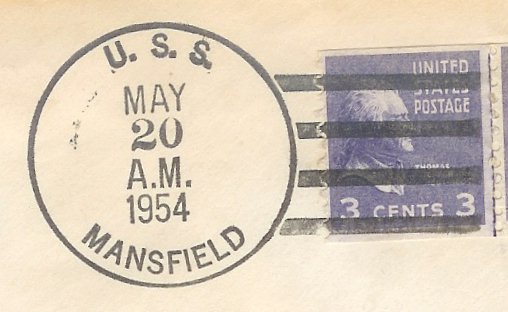 U. S. S.
MAY
20
A.M.
1954
MANSFIELD
UNITED
STATES
POSTAGE
THOMAS
3 CENTS 3